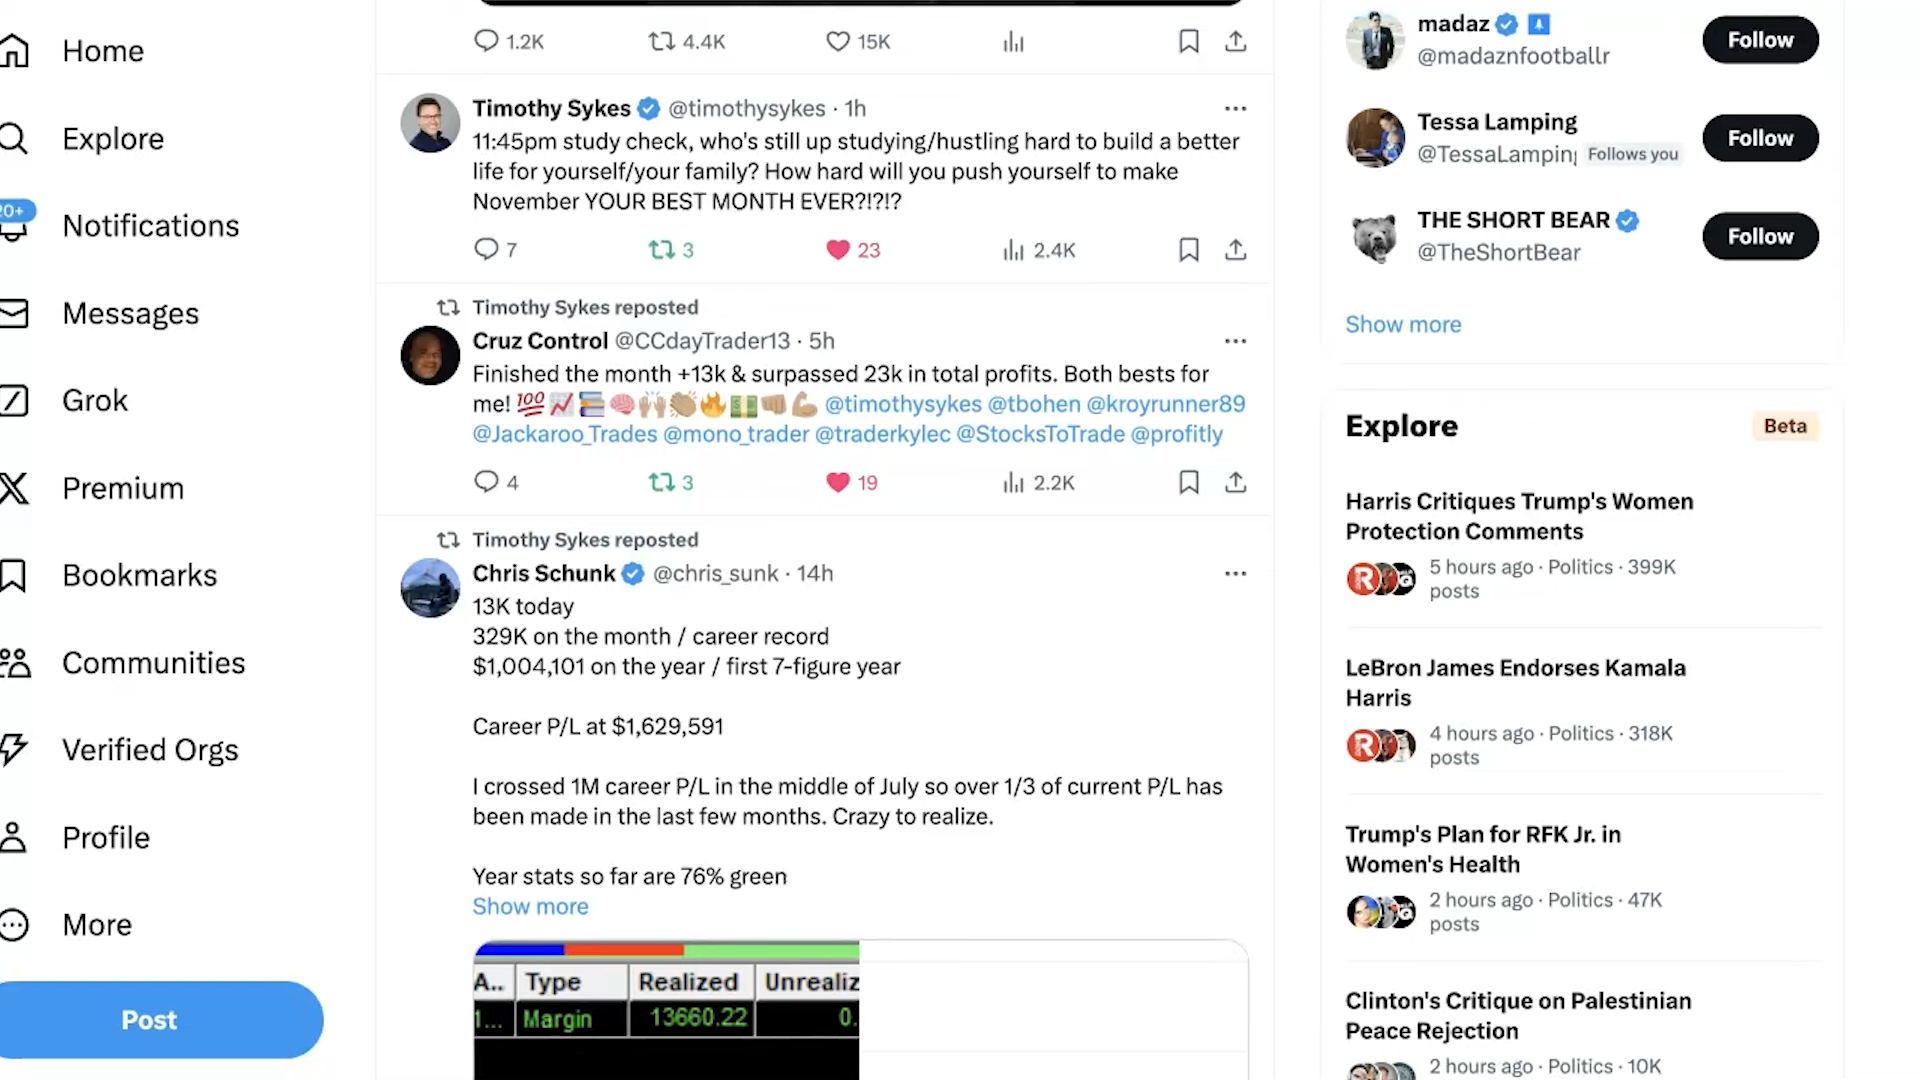 Home
Explore
20+
Notifications
Messages
Grok
Premium
Bookmarks
Communities
Verified Orgs
Profile
More
Post
1.2K 4.4K 15K
Timothy Sykes @timothysykes · 1h
11:45pm study check, who's still up studying/hustling hard to build a better
life for yourself/your family? How hard will you push yourself to make
November YOUR BEST MONTH EVER?!?!?
7 3 23 2.4K
Timothy Sykes reposted
Cruz Control @CCdayTrader13 · 5h
Finished the month +13k & surpassed 23k in total profits. Both bests for
me! 💯📈📚🧠🙌🏼👏🏼🔥💵👊🏼💪🏼 @timothysykes @tbohen @kroyrunner89
@Jackaroo_Trades @mono_trader @traderkylec @StocksToTrade @profitly
4 3 19 2.2K
Timothy Sykes reposted
Chris Schunk @chris_sunk · 14h
13K today
329K on the month / career record
$1,004,101 on the year / first 7-figure year
Career P/L at $1,629,591
I crossed 1M career P/L in the middle of July so over 1/3 of current P/L has
been made in the last few months. Crazy to realize.
Year stats so far are 76% green
Show more
A.. Type Realized Unrealiz
1... Margin 13660.22 0.
madaz
@madaznfootballr
Follow
Tessa Lamping
@TessaLamping Follows you
Follow
THE SHORT BEAR
@TheShortBear
Follow
Show more
Explore Beta
Harris Critiques Trump's Women
Protection Comments
5 hours ago · Politics · 399K
posts
LeBron James Endorses Kamala
Harris
4 hours ago · Politics · 318K
posts
Trump's Plan for RFK Jr. in
Women's Health
2 hours ago · Politics · 47K
posts
Clinton's Critique on Palestinian
Peace Rejection
2 hours ago · Politics · 10K